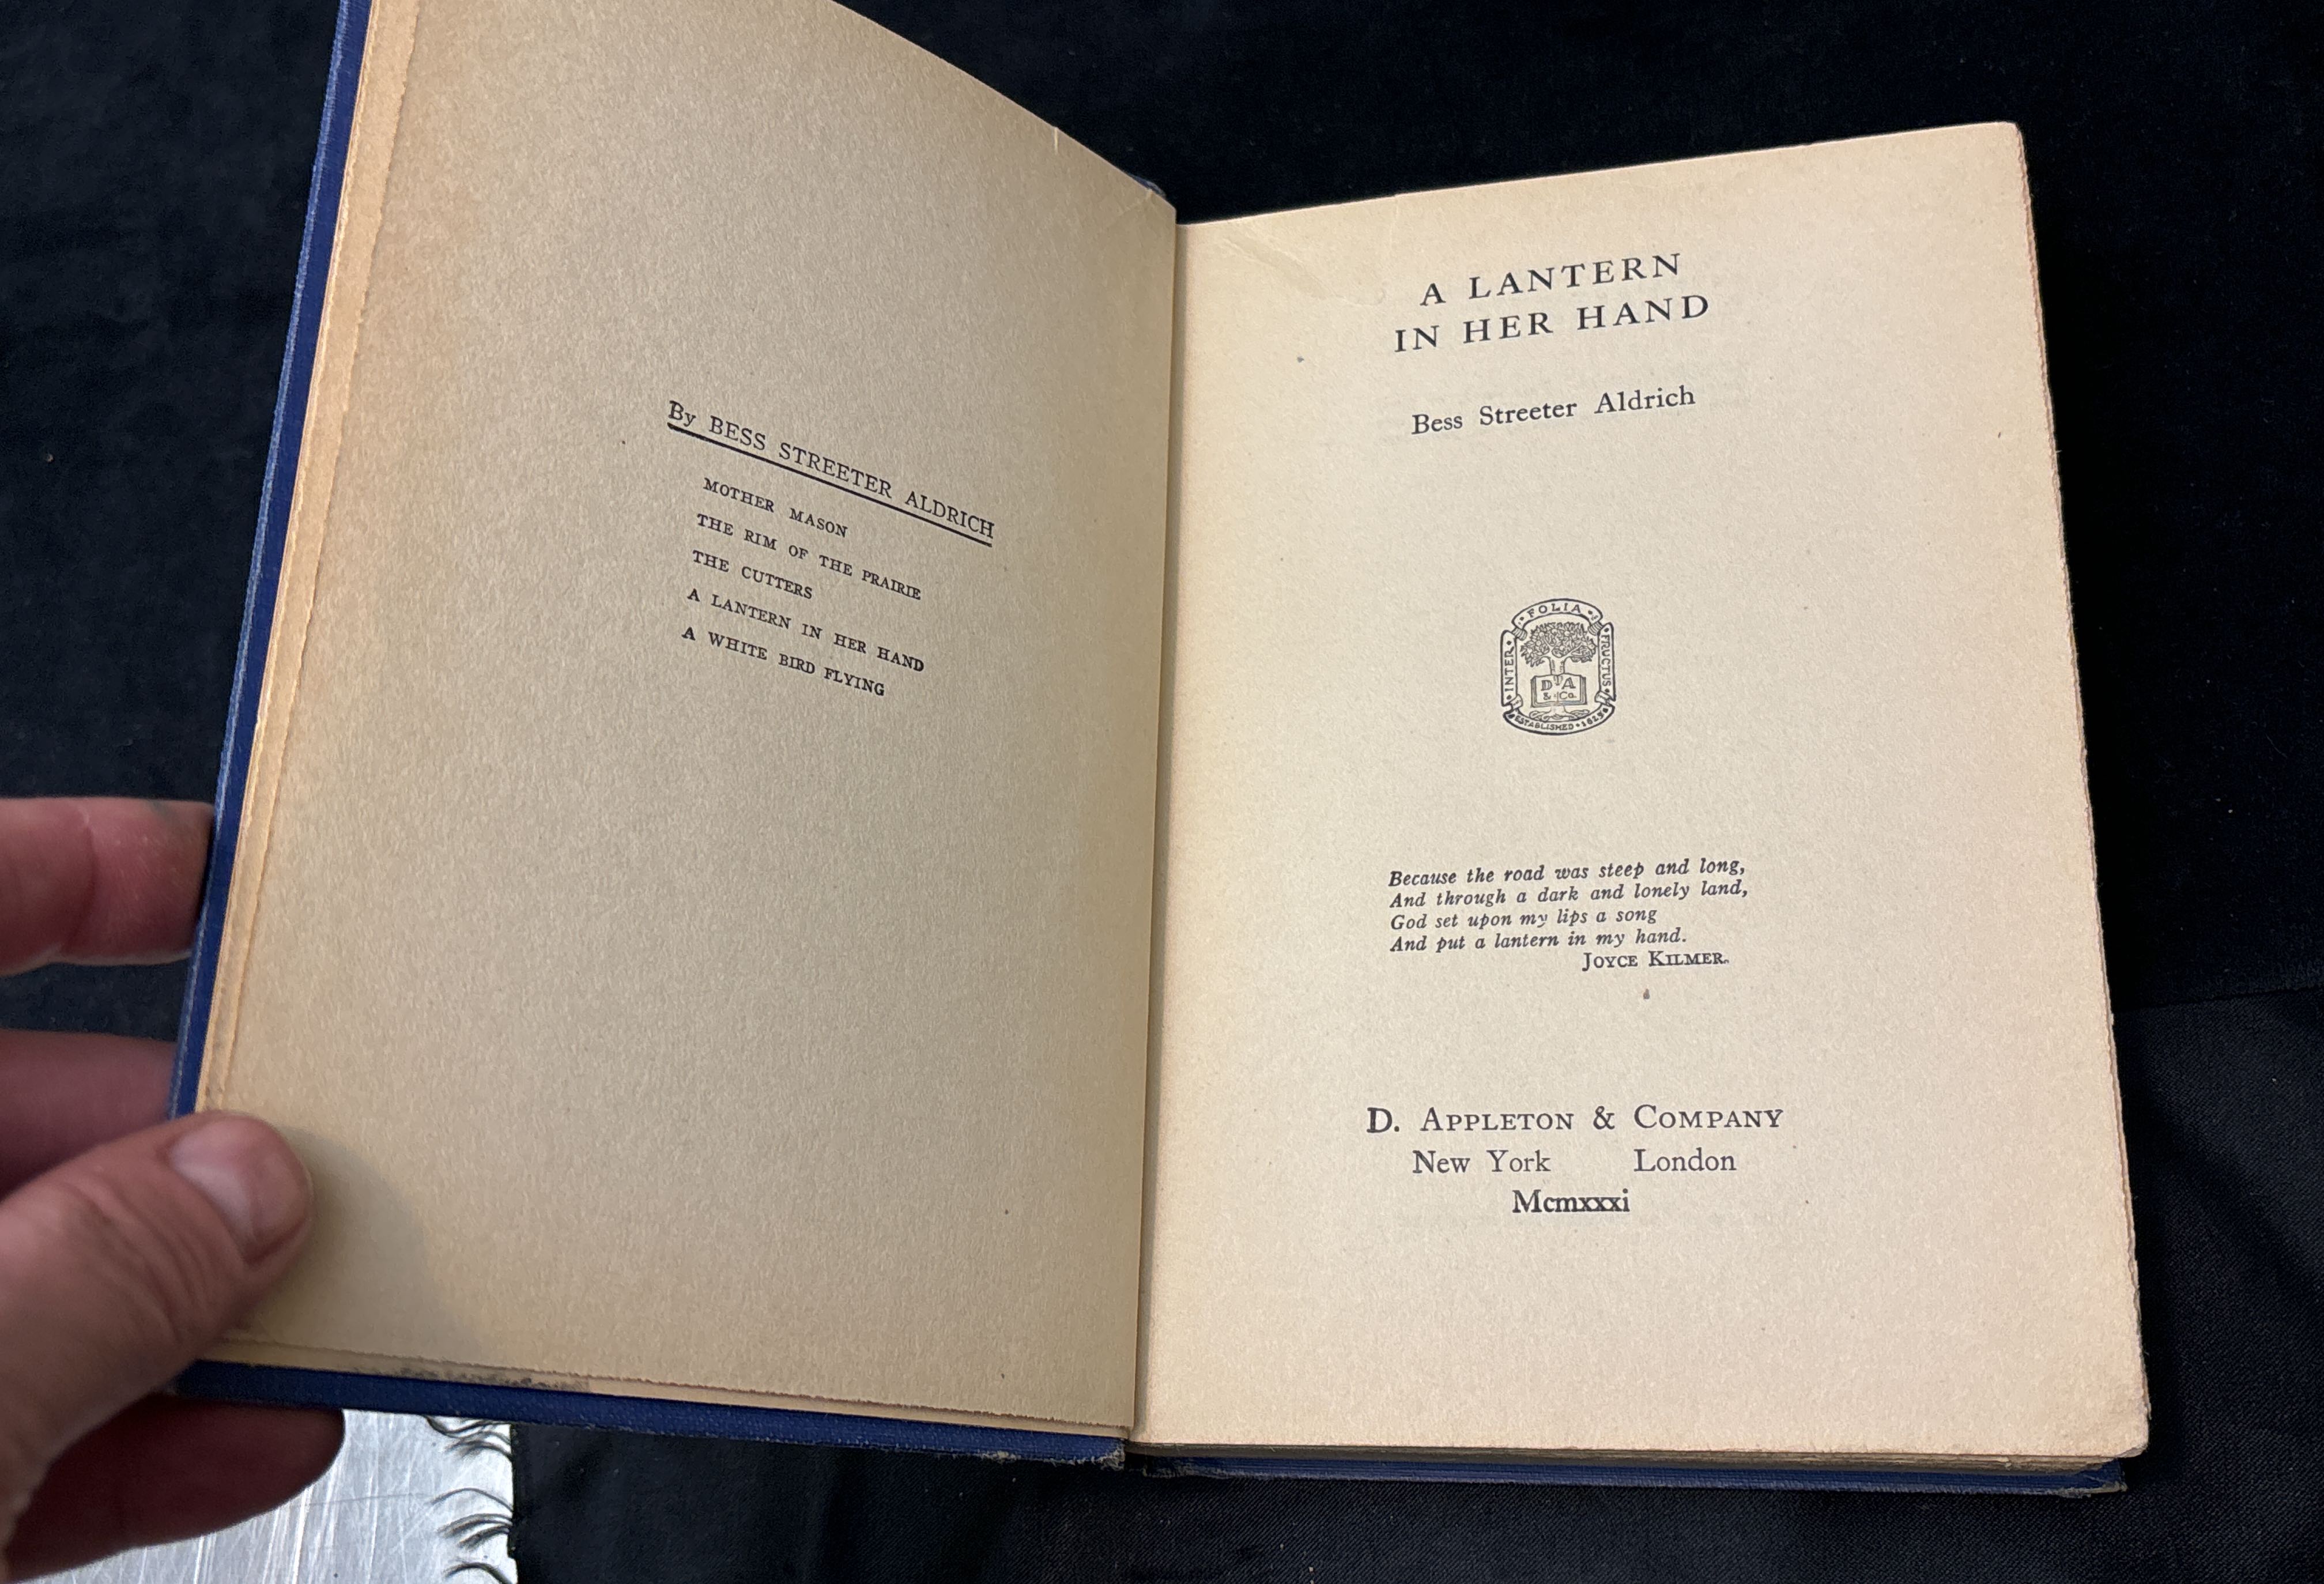 By BESS STREETER ALDRICH
MOTHER MASON
THE RIM OF THE PRAIRIE
THE CUTTERS
A LANTERN IN HER HAND
A WHITE BIRD FLYING
A LANTERN
IN HER HAND
Bess Streeter Aldrich
INTER · FOLIA · FRUCTUS
D A
& Co.
ESTABLISHED · 1825
Because the road was steep and long,
And through a dark and lonely land,
God set upon my lips a song
And put a lantern in my hand.
JOYCE KILMER.
D. APPLETON & COMPANY
New York London
Mcmxxxi